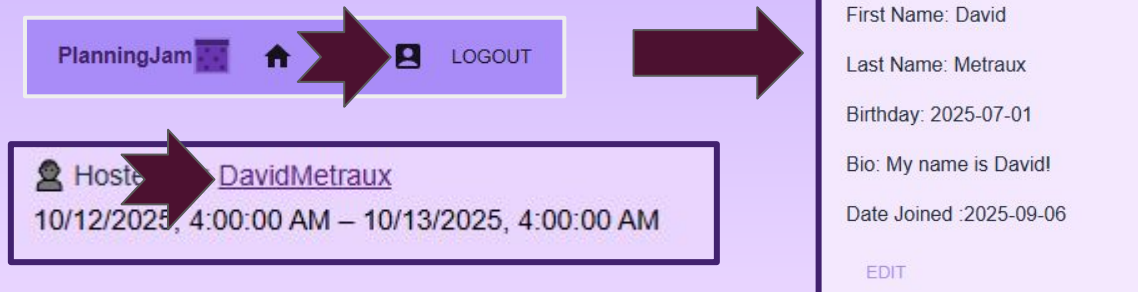 PlanningJam
LOGOUT
DavidMetraux
10/12/2025, 4:00:00 AM – 10/13/2025, 4:00:00 AM
First Name: David
Last Name: Metraux
Birthday: 2025-07-01
Bio: My name is David!
Date Joined :2025-09-06
EDIT